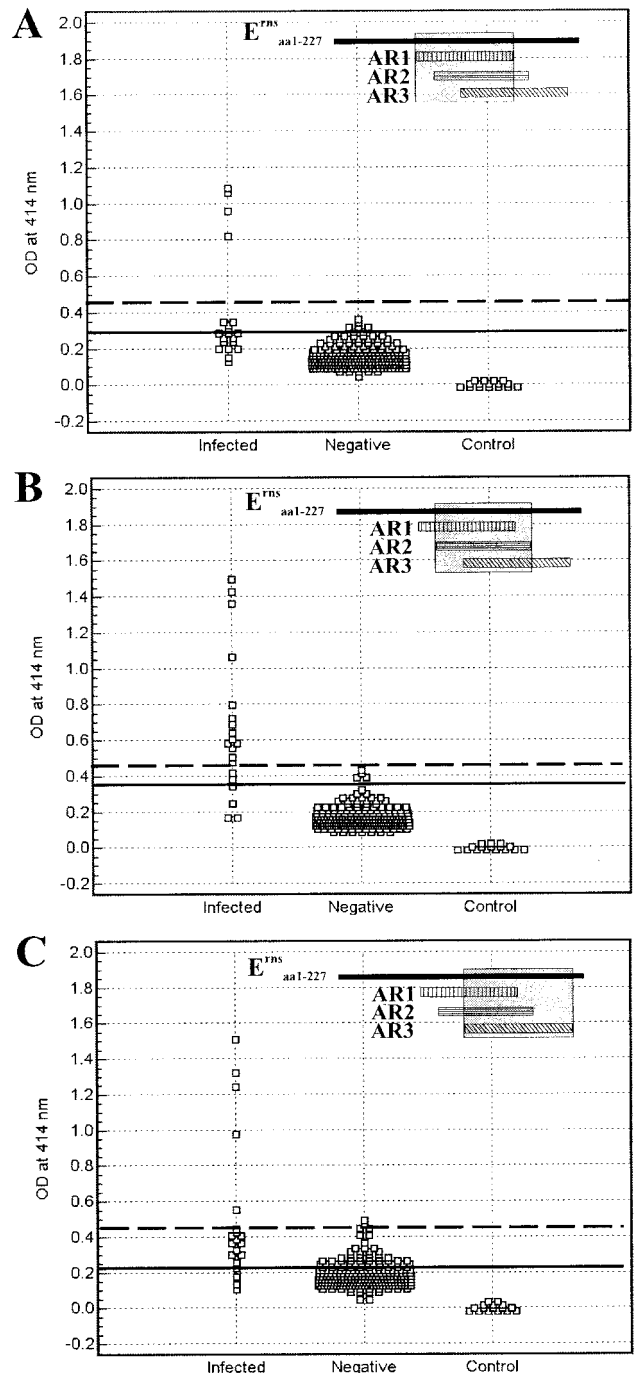 A
E^rns aa1-227
AR1
AR2
AR3
2.0
1.8
1.6
1.4
1.2
1.0
0.8
0.6
0.4
0.2
0.0
-0.2
OD at 414 nm
Infected Negative Control
B
E^rns aa1-227
AR1
AR2
AR3
2.0
1.8
1.6
1.4
1.2
1.0
0.8
0.6
0.4
0.2
0.0
-0.2
OD at 414 nm
Infected Negative Control
C
E^rns aa1-227
AR1
AR2
AR3
2.0
1.8
1.6
1.4
1.2
1.0
0.8
0.6
0.4
0.2
0.0
-0.2
OD at 414 nm
Infected Negative Control